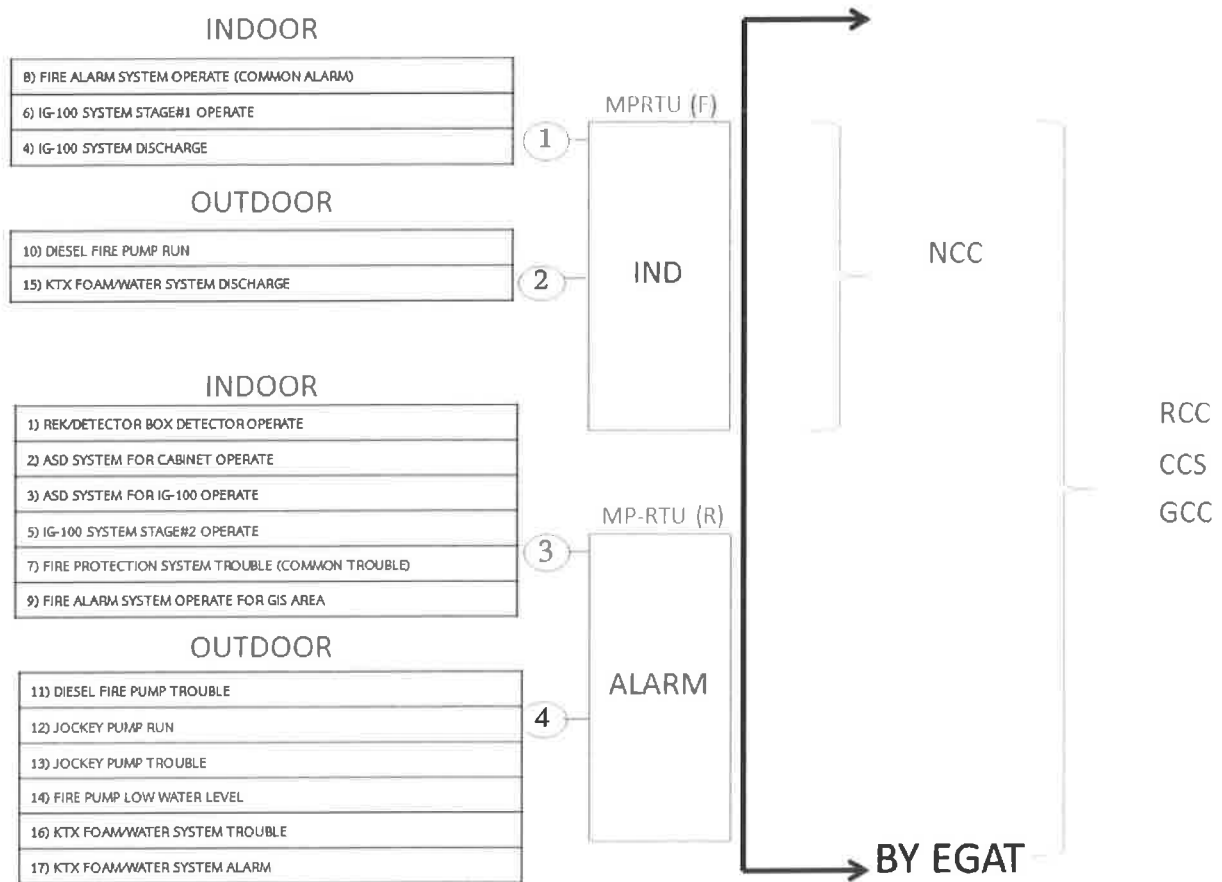 INDOOR
8) FIRE ALARM SYSTEM OPERATE (COMMON ALARM)
6) IG-100 SYSTEM STAGE#1 OPERATE
4) IG-100 SYSTEM DISCHARGE
1
MPRTU (F)
OUTDOOR
10) DIESEL FIRE PUMP RUN
15) KTX FOAM/WATER SYSTEM DISCHARGE
2
IND
NCC
INDOOR
1) REK/DETECTOR BOX DETECTOR OPERATE
2) ASD SYSTEM FOR CABINET OPERATE
3) ASD SYSTEM FOR IG-100 OPERATE
5) IG-100 SYSTEM STAGE#2 OPERATE
7) FIRE PROTECTION SYSTEM TROUBLE (COMMON TROUBLE)
9) FIRE ALARM SYSTEM OPERATE FOR GIS AREA
3
MP-RTU (R)
RCC
CCS
GCC
OUTDOOR
11) DIESEL FIRE PUMP TROUBLE
12) JOCKEY PUMP RUN
13) JOCKEY PUMP TROUBLE
14) FIRE PUMP LOW WATER LEVEL
16) KTX FOAM/WATER SYSTEM TROUBLE
17) KTX FOAM/WATER SYSTEM ALARM
4
ALARM
BY EGAT